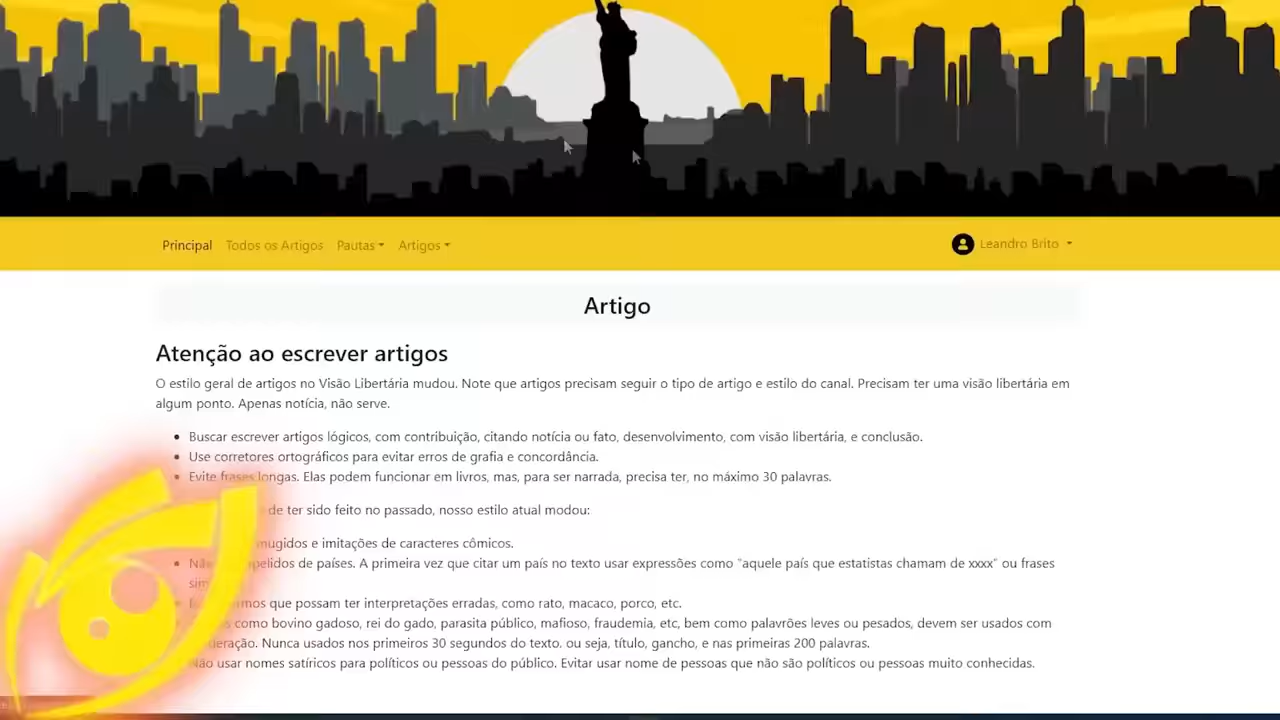 Principal Todos os Artigos Pautas Artigos Leandro Brito
Artigo
Atenção ao escrever artigos
O estilo geral de artigos no Visão Libertária mudou. Note que artigos precisam seguir o tipo de artigo e estilo do canal. Precisam ter uma visão libertária em
algum ponto. Apenas notícia, não serve.
Buscar escrever artigos lógicos, com contribuição, citando notícia ou fato, desenvolvimento, com visão libertária, e conclusão.
Use corretores ortográficos para evitar erros de grafia e concordância.
Evite frases longas. Elas podem funcionar em livros, mas, para ser narrada, precisa ter, no máximo 30 palavras.
de ter sido feito no passado, nosso estilo atual modou:
mugidos e imitações de caracteres cômicos.
apelidos de países. A primeira vez que citar um país no texto usar expressões como "aquele país que estatistas chamam de xxxx" ou frases
que possam ter interpretações erradas, como rato, macaco, porco, etc.
como bovino gadoso, rei do gado, parasita público, mafioso, fraudemia, etc, bem como palavrões leves ou pesados, devem ser usados com
Nunca usados nos primeiros 30 segundos do texto. ou seja, título, gancho, e nas primeiras 200 palavras.
Não usar nomes satíricos para políticos ou pessoas do público. Evitar usar nome de pessoas que não são políticos ou pessoas muito conhecidas.